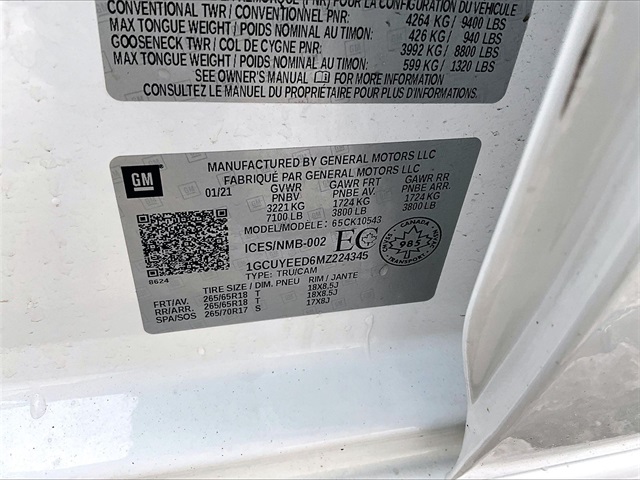 CONVENTIONAL TWR / CONVENTIONNEL PNR: 4264 KG / 9400 LBS
MAX TONGUE WEIGHT / POIDS NOMINAL AU TIMON: 426 KG / 940 LBS
GOOSENECK TWR / COL DE CYGNE PNR: 3992 KG / 8800 LBS
MAX TONGUE WEIGHT / POIDS NOMINAL AU TIMON: 599 KG / 1320 LBS
SEE OWNER'S MANUAL FOR MORE INFORMATION
CONSULTEZ LE MANUEL DU PROPRIÉTAIRE POUR PLUS D'INFORMATIONS.
GM
MANUFACTURED BY GENERAL MOTORS LLC
FABRIQUÉ PAR GENERAL MOTORS LLC
01/21 GVWR GAWR FRT GAWR RR
PNBV PNBE AV. PNBE ARR.
3221 KG 1724 KG 1724 KG
7100 LB 3800 LB 3800 LB
MODEL/MODÈLE: 65CK10543
ICES/NMB-002 EC
CANADA
985
1GCUYEED6MZ224345
8624
TYPE: TRU/CAM
TIRE SIZE / DIM. PNEU RIM / JANTE
FRT/AV. 265/65R18 T 18X8.5J
RR/ARR. 265/65R18 T 18X8.5J
SPA/SOS 265/70R17 S 17X8J